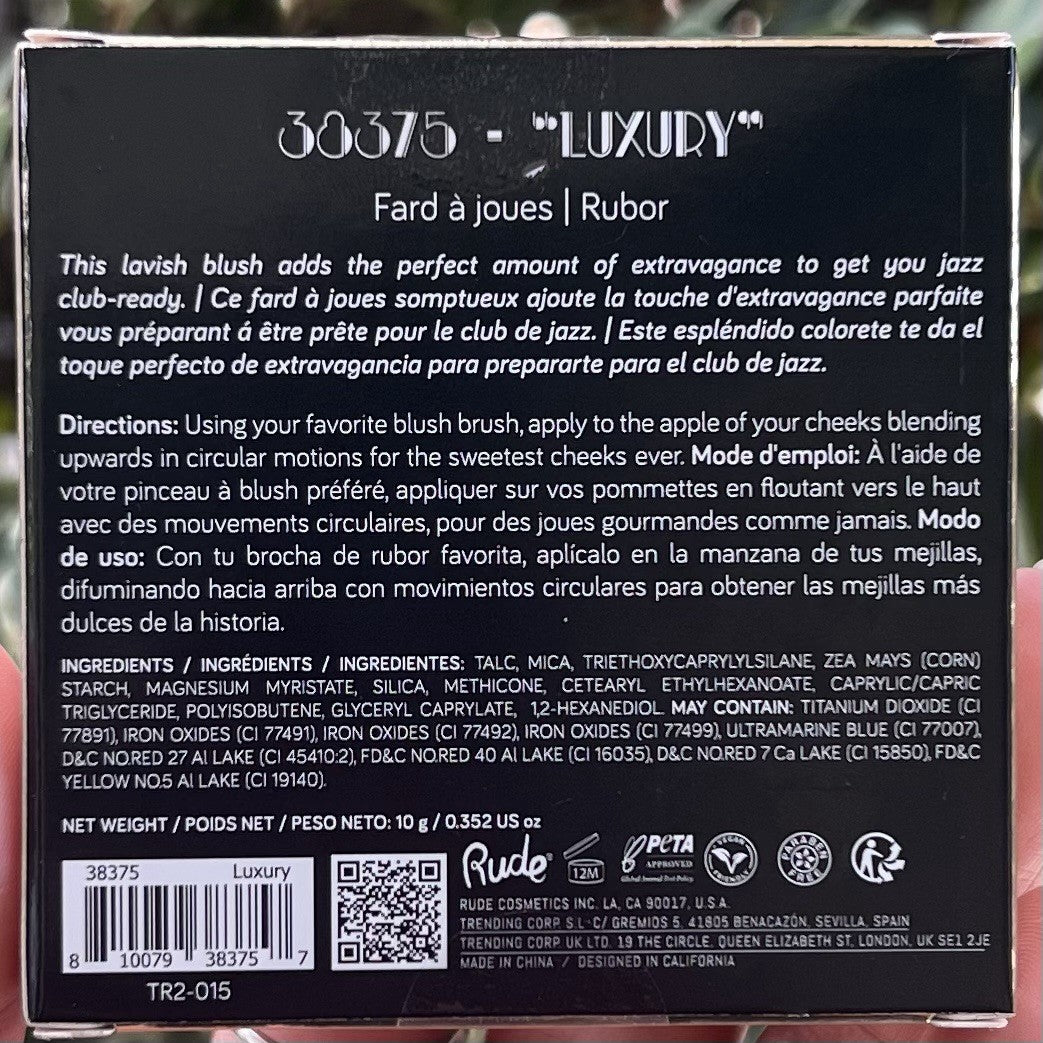 38375 - "LUXURY"
Fard à joues | Rubor
This lavish blush adds the perfect amount of extravagance to get you jazz
club-ready. | Ce fard à joues somptueux ajoute la touche d'extravagance parfaite
vous préparant á être prête pour le club de jazz. | Este espléndido colorete te da el
toque perfecto de extravagancia para prepararte para el club de jazz.
Directions: Using your favorite blush brush, apply to the apple of your cheeks blending
upwards in circular motions for the sweetest cheeks ever. Mode d'emploi: À l'aide de
votre pinceau à blush préféré, appliquer sur vos pommettes en floutant vers le haut
avec des mouvements circulaires, pour des joues gourmandes comme jamais. Modo
de uso: Con tu brocha de rubor favorita, aplícalo en la manzana de tus mejillas,
difuminando hacia arriba con movimientos circulares para obtener las mejillas más
dulces de la historia.
INGREDIENTS / INGRÉDIENTS / INGREDIENTES: TALC, MICA, TRIETHOXYCAPRYLYLSILANE, ZEA MAYS (CORN)
STARCH, MAGNESIUM MYRISTATE, SILICA, METHICONE, CETEARYL ETHYLHEXANOATE, CAPRYLIC/CAPRIC
TRIGLYCERIDE, POLYISOBUTENE, GLYCERYL CAPRYLATE, 1,2-HEXANEDIOL. MAY CONTAIN: TITANIUM DIOXIDE (CI
77891), IRON OXIDES (CI 77491), IRON OXIDES (CI 77492), IRON OXIDES (CI 77499), ULTRAMARINE BLUE (CI 77007),
D&C NO.RED 27 Al LAKE (CI 45410:2), FD&C NO.RED 40 Al LAKE (CI 16035), D&C NO.RED 7 Ca LAKE (CI 15850), FD&C
YELLOW NO.5 Al LAKE (CI 19140).
NET WEIGHT / POIDS NET / PESO NETO: 10 g / 0.352 US oz
38375 Luxury
8 10079 38375 7
TR2-015
Rude®
12M
PETA
APPROVED
Global Animal Test Policy
VEGAN
FRIENDLY
PARABEN
FREE
RUDE COSMETICS INC. LA, CA 90017, U.S.A.
TRENDING CORP. S.L · C/ GREMIOS 5, 41805 BENACAZÓN, SEVILLA, SPAIN
TRENDING CORP. UK LTD. 19 THE CIRCLE, QUEEN ELIZABETH ST, LONDON, UK SE1 2JE
MADE IN CHINA / DESIGNED IN CALIFORNIA